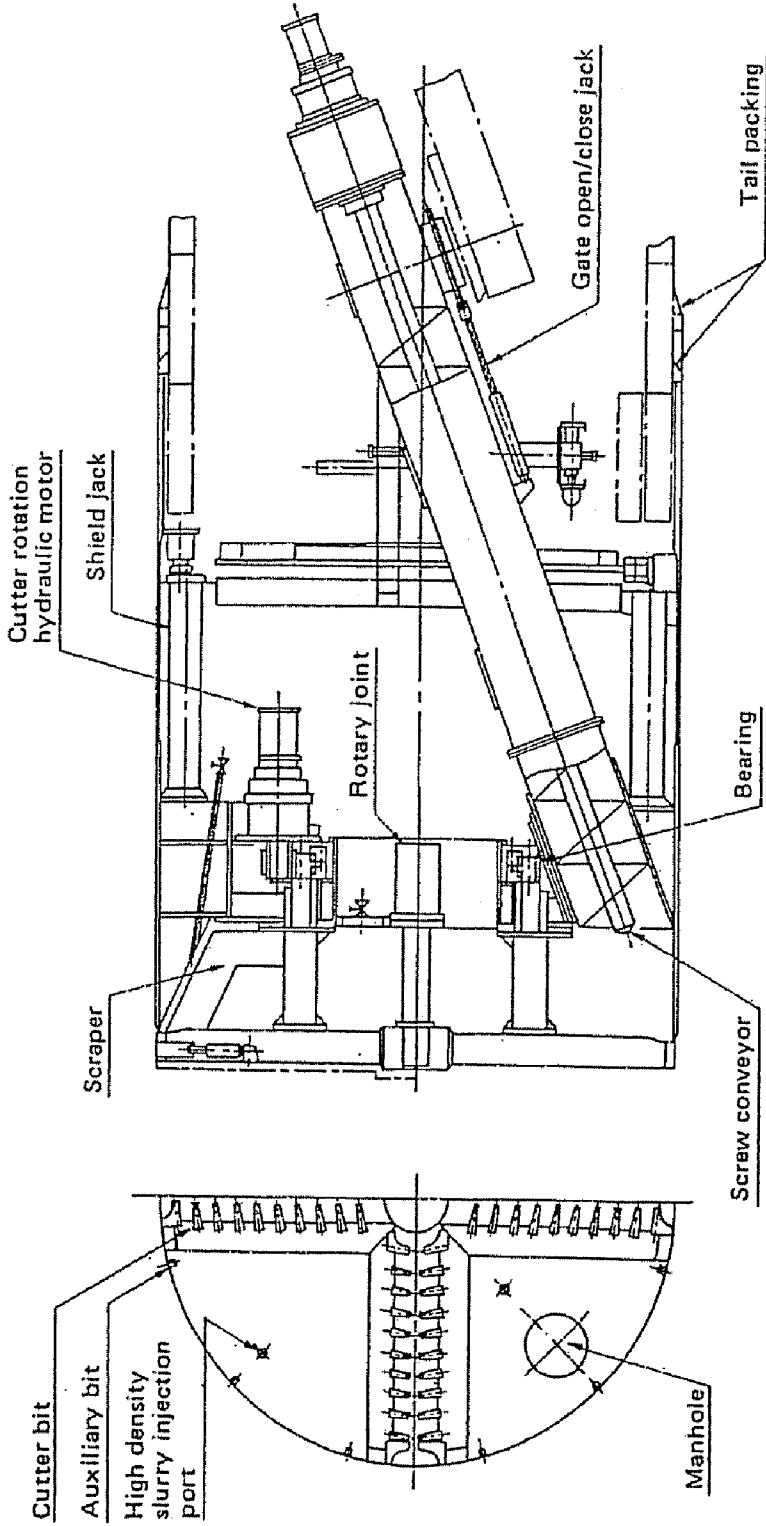 Cutter rotation
hydraulic motor
Shield jack
Scraper
Rotary joint
Gate open/close jack
Tail packing
Bearing
Screw conveyor
Cutter bit
Auxiliary bit
High density
slurry injection
port
Manhole